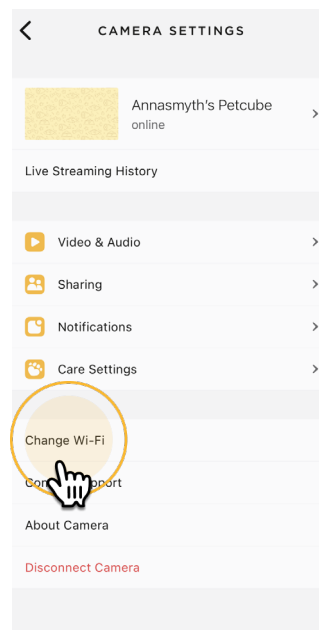 CAMERA SETTINGS
Annasmyth's Petcube
online
Live Streaming History
Video & Audio
Sharing
Notifications
Care Settings
Change Wi-Fi
About Camera
Disconnect Camera